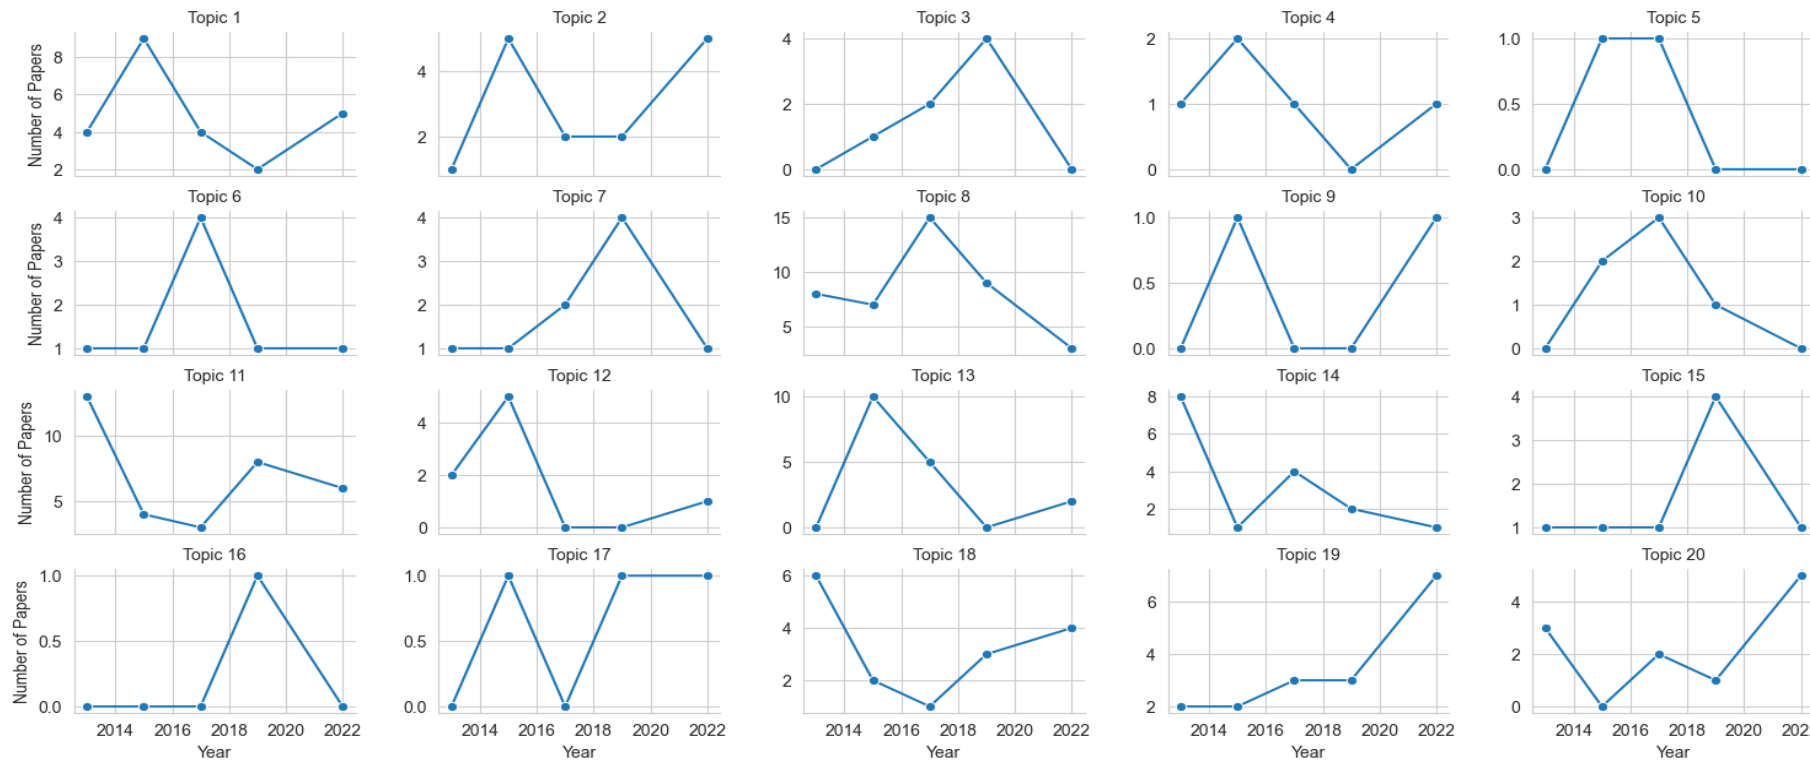 Topic 1
Topic 2
Topic 3
Topic 4
Topic 5
Number of Papers
8
6
4
2
4
2
4
2
0
2
1
0
1.0
0.5
0.0
Topic 6
Topic 7
Topic 8
Topic 9
Topic 10
Number of Papers
4
3
2
1
4
3
2
1
15
10
5
1.0
0.5
0.0
3
2
1
0
Topic 11
Topic 12
Topic 13
Topic 14
Topic 15
Number of Papers
10
5
4
2
0
10
5
0
8
6
4
2
4
3
2
1
Topic 16
Topic 17
Topic 18
Topic 19
Topic 20
Number of Papers
1.0
0.5
0.0
1.0
0.5
0.0
6
4
2
6
4
2
4
2
0
2014 2016 2018 2020 2022
2014 2016 2018 2020 2022
2014 2016 2018 2020 2022
2014 2016 2018 2020 2022
2014 2016 2018 2020 202
Year
Year
Year
Year
Year